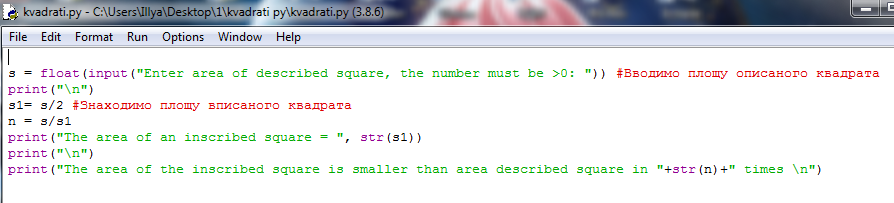 kvadrati.py - C:\Users\Illya\Desktop\1\kvadrati py\kvadrati.py (3.8.6)
File Edit Format Run Options Window Help
s = float(input("Enter area of described square, the number must be >0: ")) #Вводимо площу описаного квадрата
print("\n")
s1= s/2 #Знаходимо площу вписаного квадрата
n = s/s1
print("The area of an inscribed square = ", str(s1))
print("\n")
print("The area of the inscribed square is smaller than area described square in "+str(n)+" times \n")